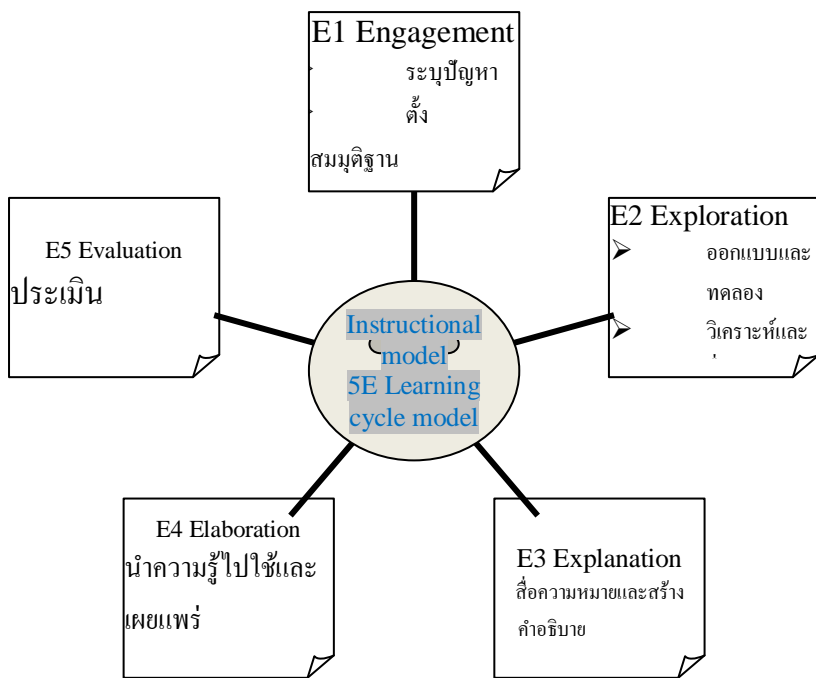 E1 Engagement
ระบุปัญหา
ตั้ง
สมมุติฐาน
E5 Evaluation
ประเมิน
E2 Exploration
ออกแบบและ
ทดลอง
วิเคราะห์และ
Instructional
model
5E Learning
cycle model
E4 Elaboration
นำความรู้ไปใช้และ
เผยแพร่
E3 Explanation
สื่อความหมายและสร้าง
คำอธิบาย